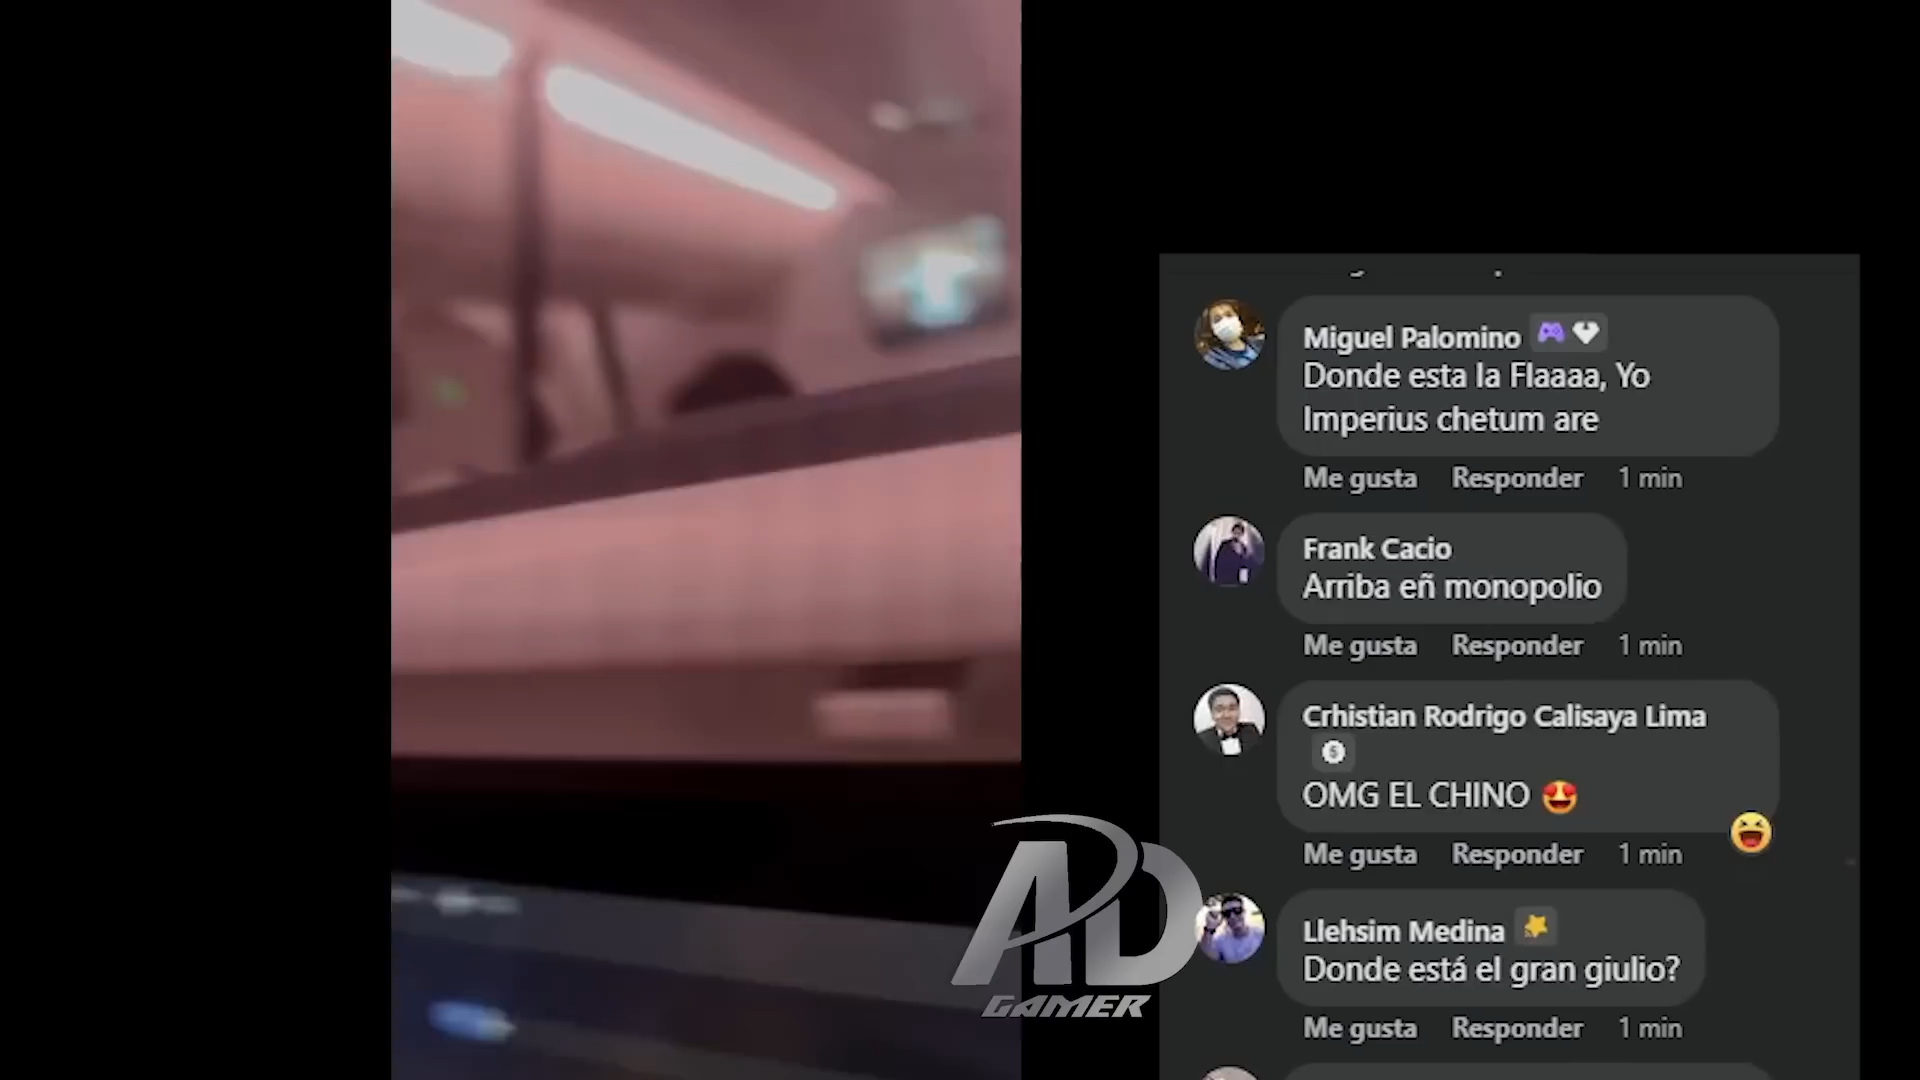 Miguel Palomino
Donde esta la Flaaaa, Yo
Imperius chetum are
Me gusta Responder 1 min
Frank Cacio
Arriba eñ monopolio
Me gusta Responder 1 min
Crhistian Rodrigo Calisaya Lima
OMG EL CHINO
Me gusta Responder 1 min
Llehsim Medina
Donde está el gran giulio?
Me gusta Responder 1 min
AD
GAMER